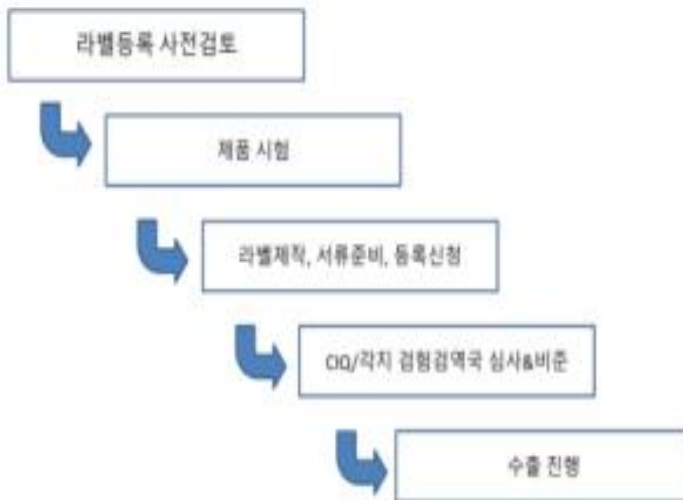 라벨등록 사전검토
제품 시험
라벨제작, 서류준비, 등록신청
CIQ/각지 검험검역국 심사&비준
수출 진행